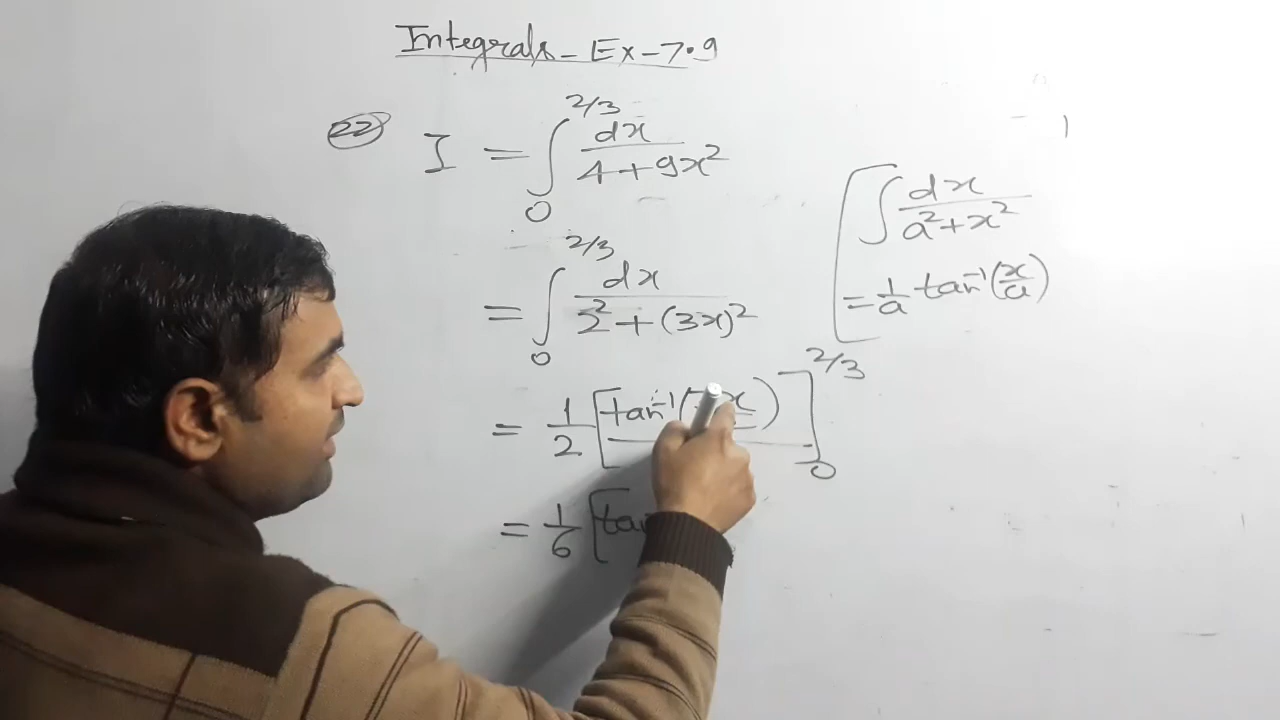 Integrals - Ex - 7.9
22 I = ∫₀^{2/3} dx / (4 + 9x²)
= ∫₀^{2/3} dx / (2² + (3x)²)
[∫ dx / (a² + x²)
= 1/a tan⁻¹(x/a)
= 1/2 [tan⁻¹( x) ]₀^{2/3}
= 1/6 [